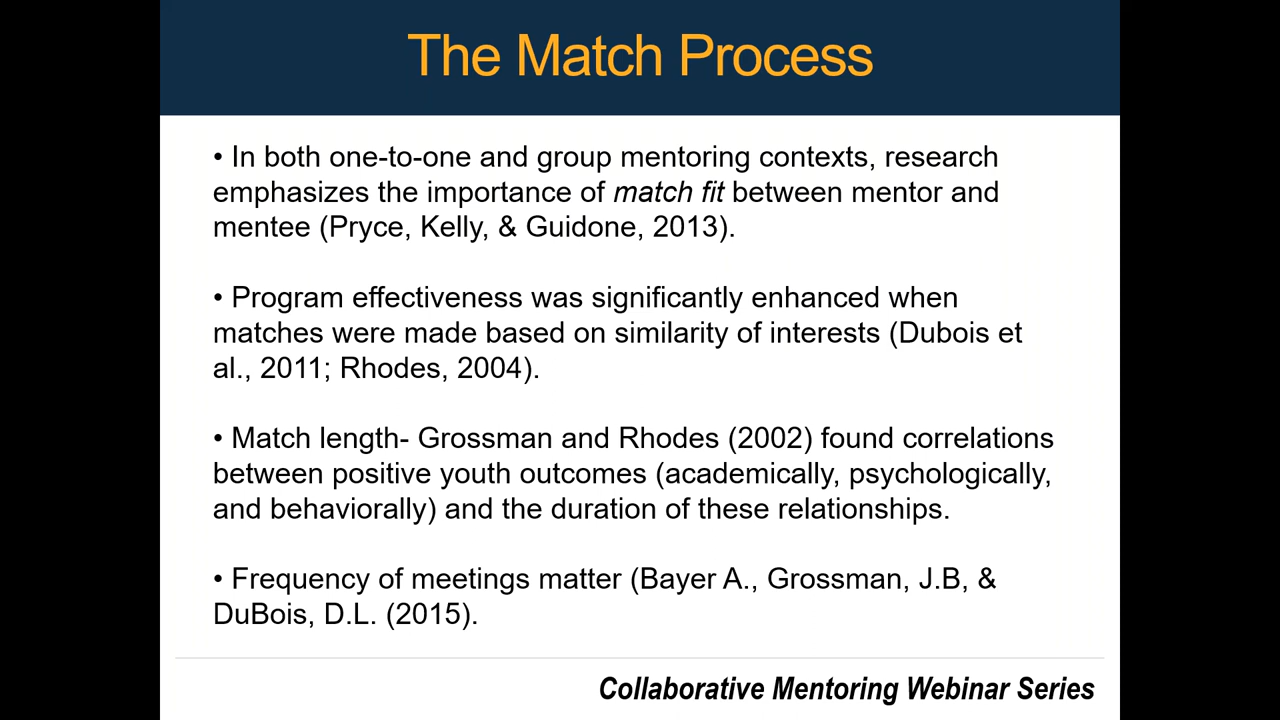 The Match Process
• In both one-to-one and group mentoring contexts, research
emphasizes the importance of match fit between mentor and
mentee (Pryce, Kelly, & Guidone, 2013).
• Program effectiveness was significantly enhanced when
matches were made based on similarity of interests (Dubois et
al., 2011; Rhodes, 2004).
• Match length- Grossman and Rhodes (2002) found correlations
between positive youth outcomes (academically, psychologically,
and behaviorally) and the duration of these relationships.
• Frequency of meetings matter (Bayer A., Grossman, J.B, &
DuBois, D.L. (2015).
Collaborative Mentoring Webinar Series